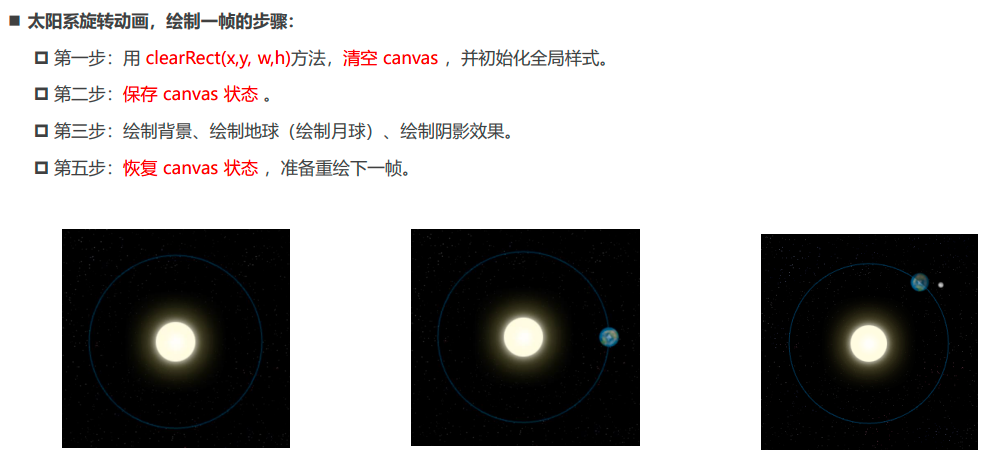 太阳系旋转动画，绘制一帧的步骤：
第一步：用 clearRect(x,y, w,h)方法，清空 canvas ，并初始化全局样式。
第二步：保存 canvas 状态 。
第三步：绘制背景、绘制地球（绘制月球）、绘制阴影效果。
第五步：恢复 canvas 状态 ，准备重绘下一帧。